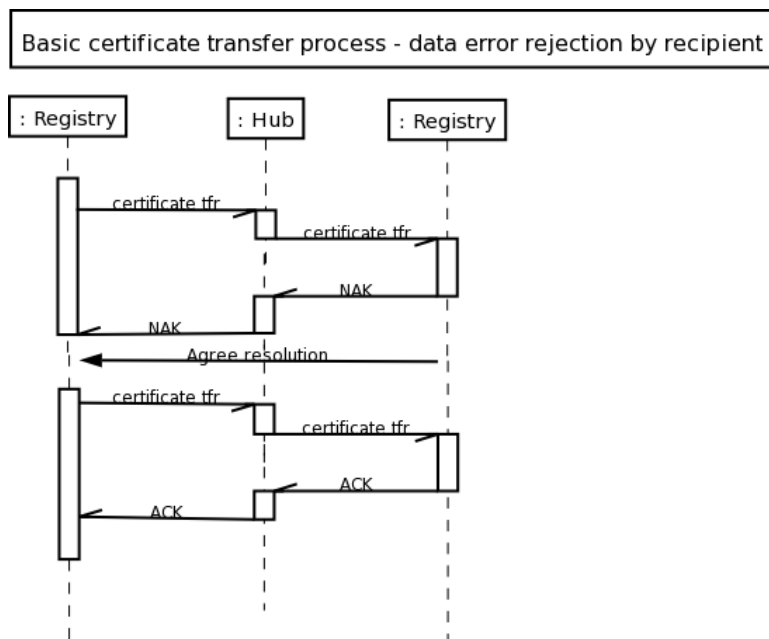 Basic certificate transfer process - data error rejection by recipient
: Registry
: Hub
: Registry
certificate tfr
certificate tfr
NAK
NAK
Agree resolution
certificate tfr
certificate tfr
ACK
ACK